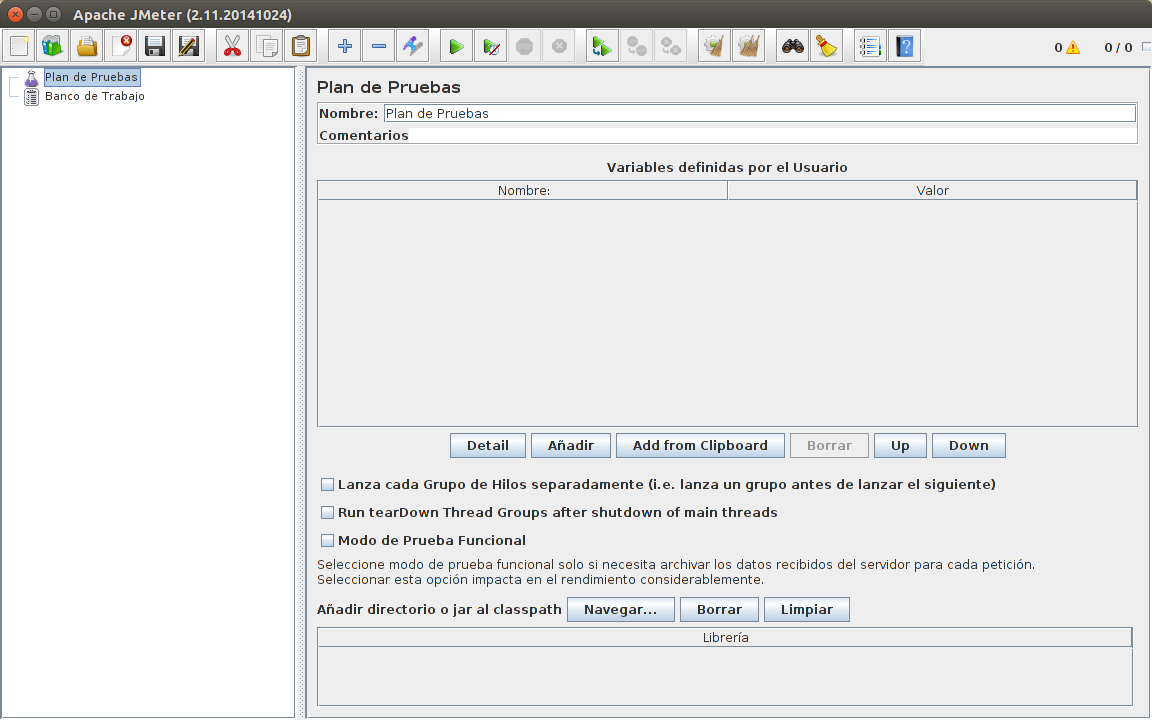 Apache JMeter (2.11.20141024)
0 0 / 0
Plan de Pruebas
Banco de Trabajo
Plan de Pruebas
Nombre: Plan de Pruebas
Comentarios
Variables definidas por el Usuario
Nombre: Valor
Detail Añadir Add from Clipboard Borrar Up Down
Lanza cada Grupo de Hilos separadamente (i.e. lanza un grupo antes de lanzar el siguiente)
Run tearDown Thread Groups after shutdown of main threads
Modo de Prueba Funcional
Seleccione modo de prueba funcional solo si necesita archivar los datos recibidos del servidor para cada petición.
Seleccionar esta opción impacta en el rendimiento considerablemente.
Añadir directorio o jar al classpath Navegar... Borrar Limpiar
Librería